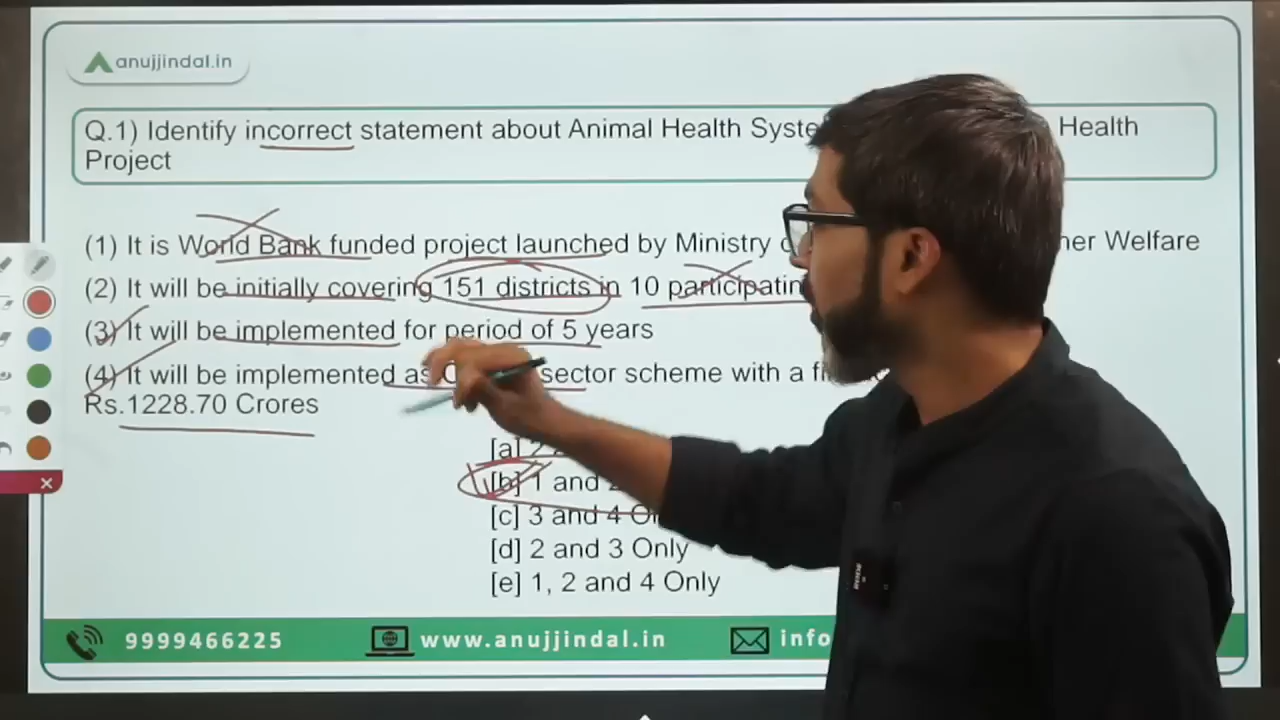 anujjindal.in
Q.1) Identify incorrect statement about Animal Health Health
Project
(1) It is World Bank funded project launched by Ministry Welfare
(2) It will be initially covering 151 districts in 10
(3) It will be implemented for period of 5 years
(4) It will be implemented as sector scheme with a
Rs.1228.70 Crores
[a]
[b] 1 and
[c] 3 and 4
[d] 2 and 3 Only
[e] 1, 2 and 4 Only
9999466225 www.anujjindal.in info